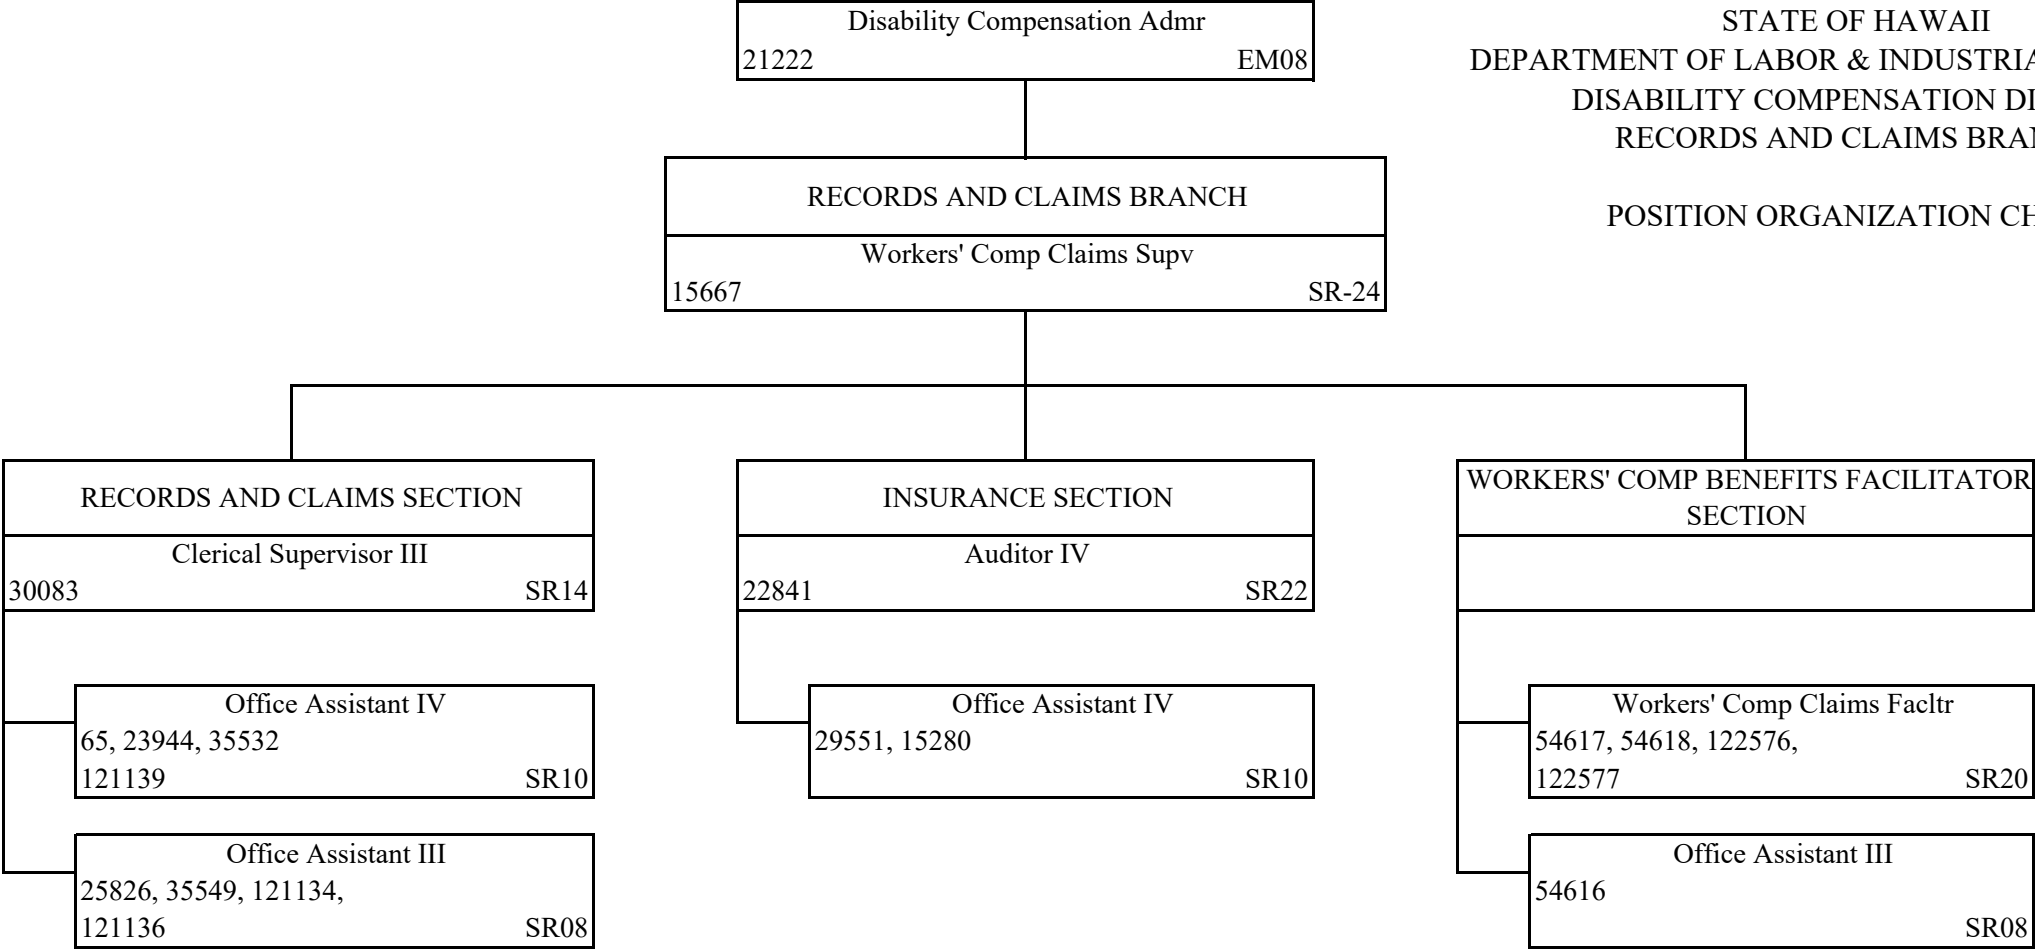 Disability Compensation Admr
21222 EM08
STATE OF HAWAII
DEPARTMENT OF LABOR & INDUSTRIA
DISABILITY COMPENSATION DI
RECORDS AND CLAIMS BRA
POSITION ORGANIZATION CH
RECORDS AND CLAIMS BRANCH
Workers' Comp Claims Supv
15667 SR-24
RECORDS AND CLAIMS SECTION
Clerical Supervisor III
30083 SR14
Office Assistant IV
65, 23944, 35532
121139 SR10
Office Assistant III
25826, 35549, 121134,
121136 SR08
INSURANCE SECTION
Auditor IV
22841 SR22
Office Assistant IV
29551, 15280
SR10
WORKERS' COMP BENEFITS FACILITATOR
SECTION
Workers' Comp Claims Facltr
54617, 54618, 122576,
122577 SR20
Office Assistant III
54616
SR08